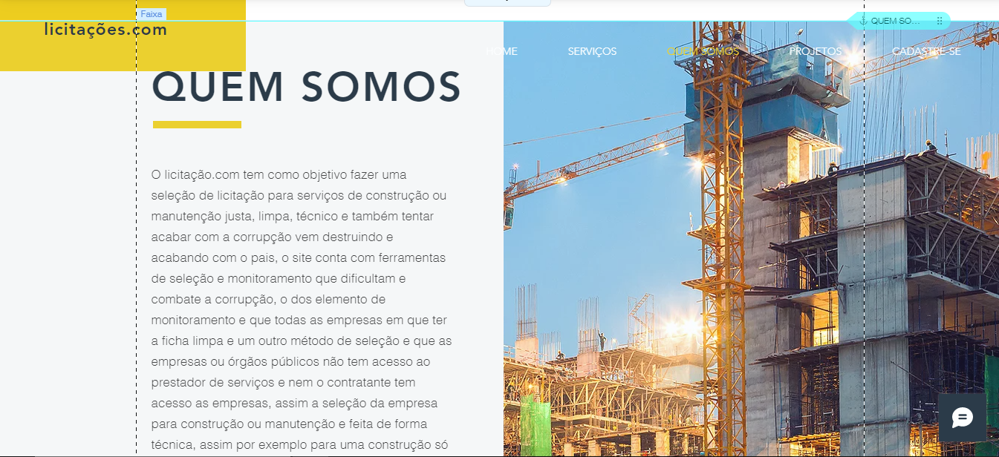 Faixa
licitações.com
QUEM SO...
HOME SERVIÇOS QUEM SOMOS PROJETOS CADASTRE-SE
QUEM SOMOS
O licitação.com tem como objetivo fazer uma
seleção de licitação para serviços de construção ou
manutenção justa, limpa, técnico e também tentar
acabar com a corrupção vem destruindo e
acabando com o pais, o site conta com ferramentas
de seleção e monitoramento que dificultam e
combate a corrupção, o dos elemento de
monitoramento e que todas as empresas em que ter
a ficha limpa e um outro método de seleção e que as
empresas ou órgãos públicos não tem acesso ao
prestador de serviços e nem o contratante tem
acesso as empresas, assim a seleção da empresa
para construção ou manutenção e feita de forma
técnica, assim por exemplo para uma construção só